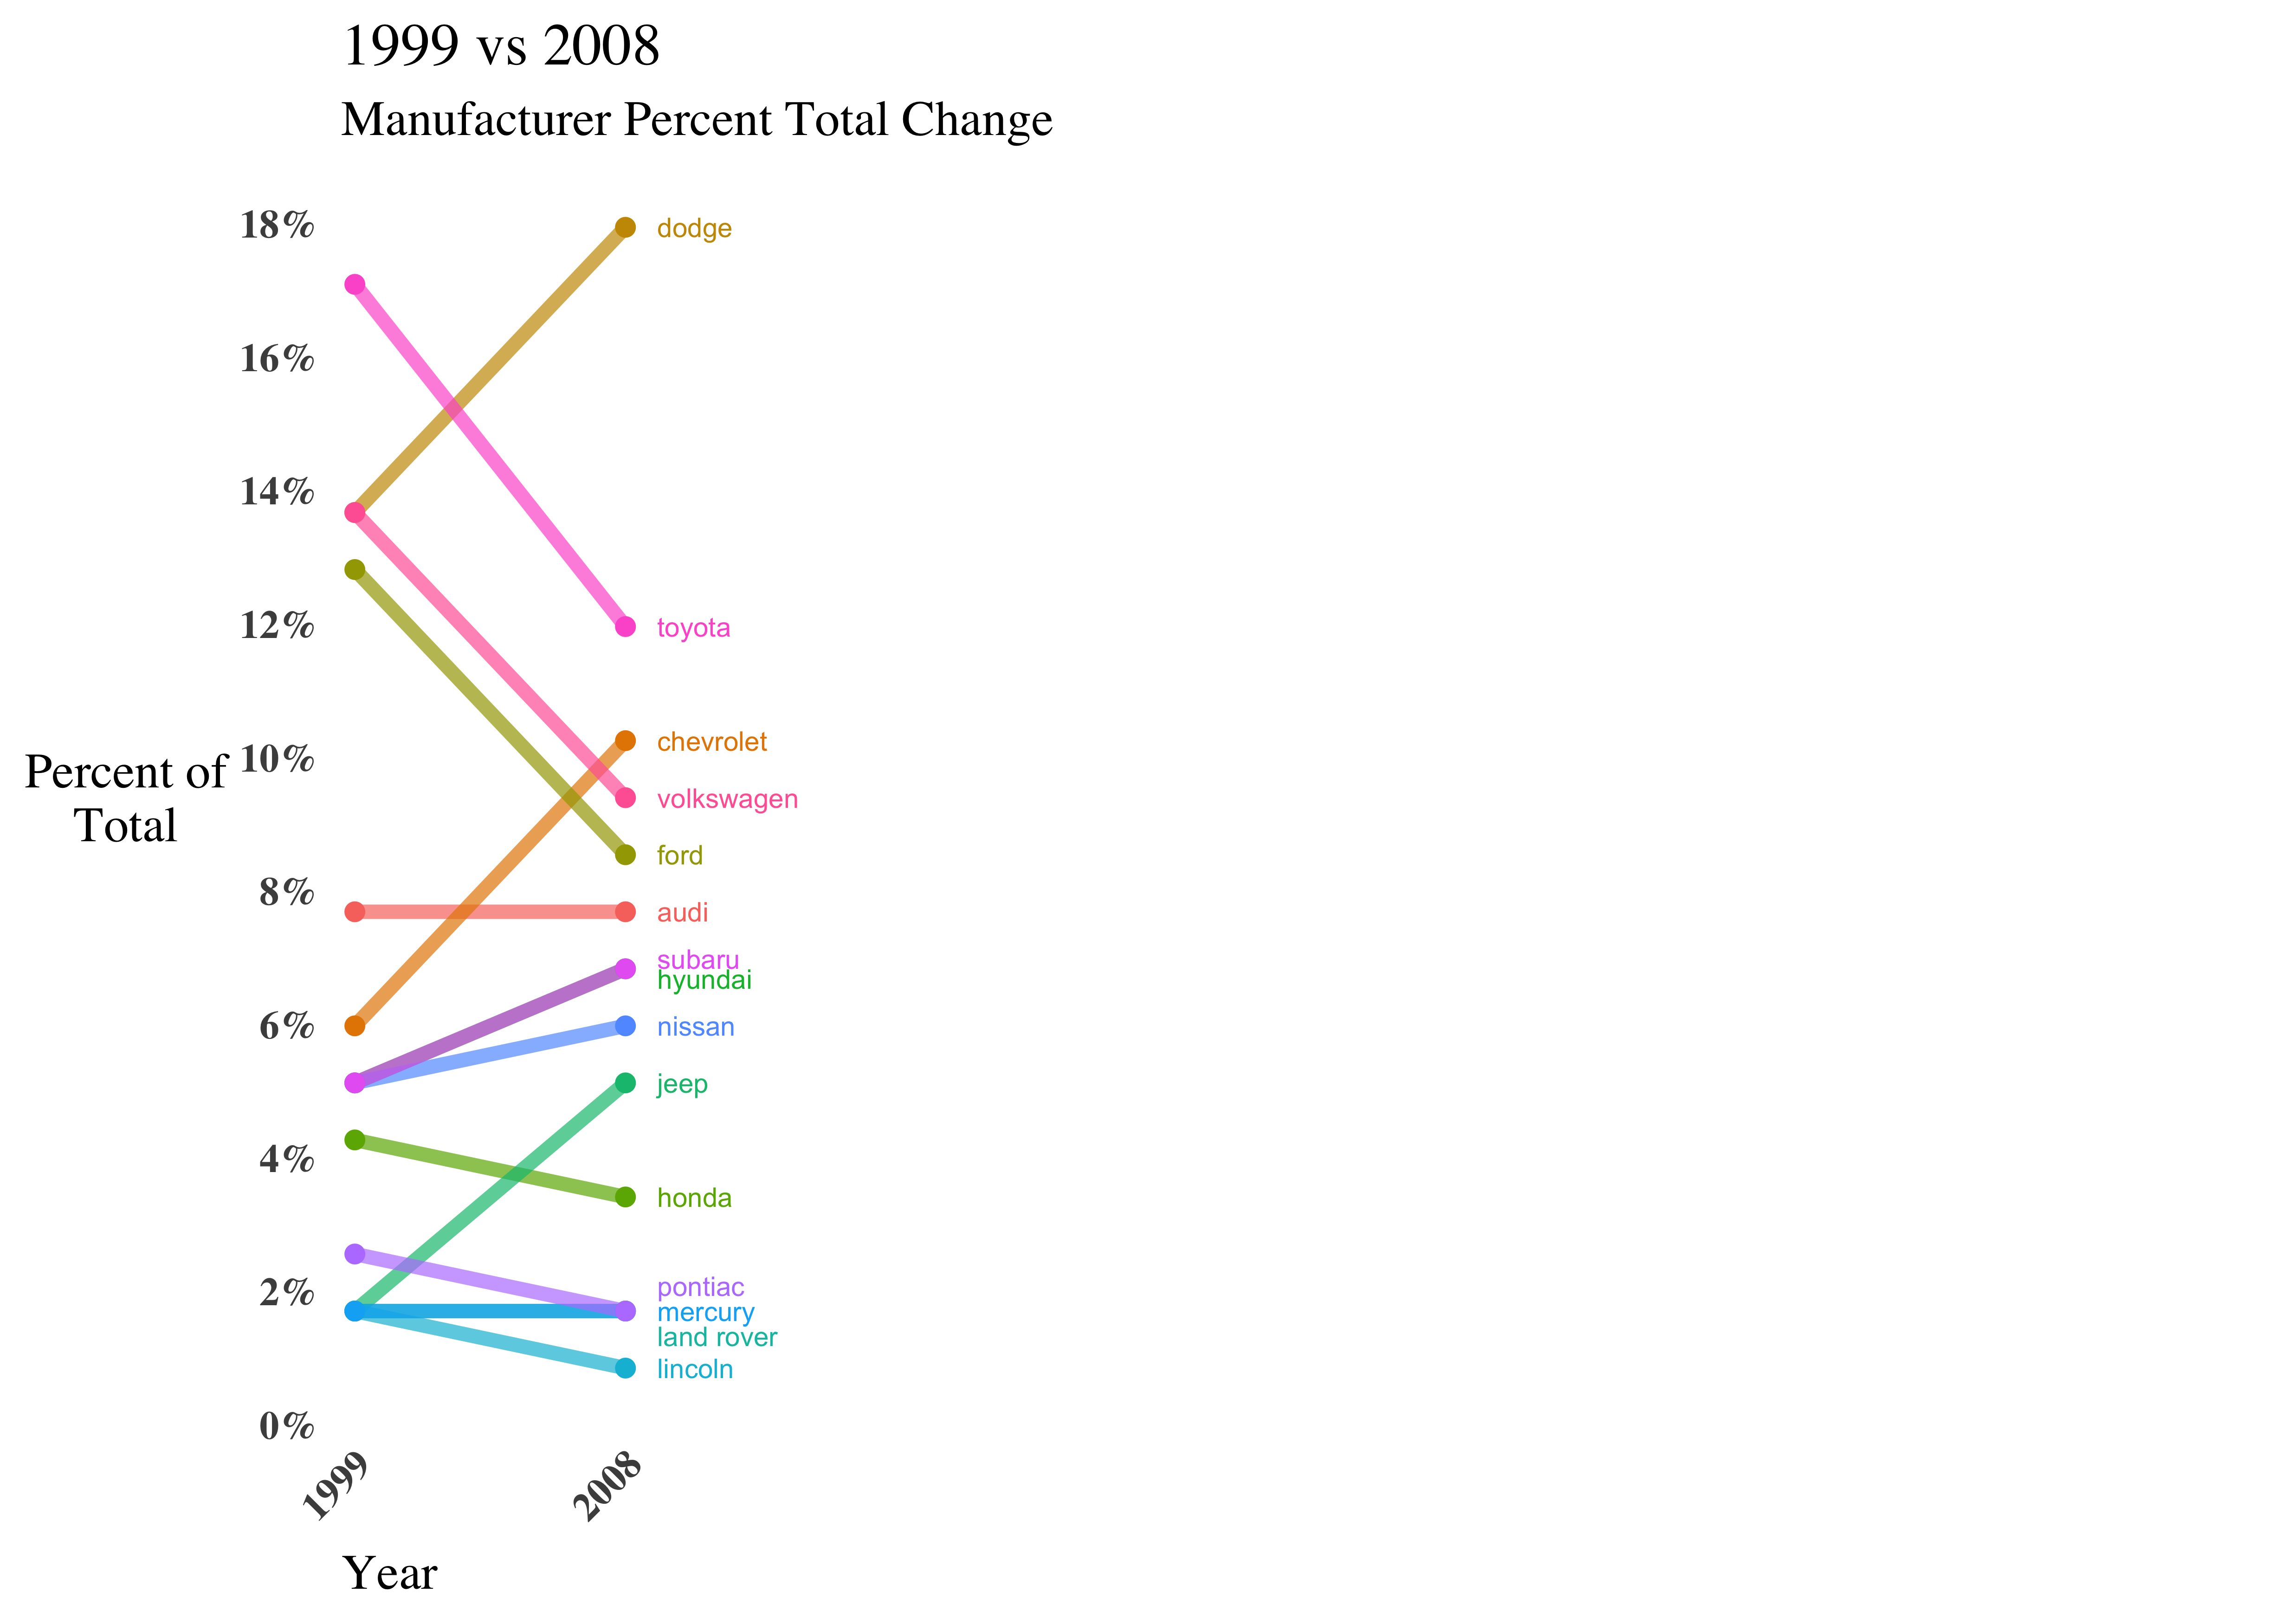 1999 vs 2008
Manufacturer Percent Total Change
18%
16%
14%
12%
10%
8%
6%
4%
2%
0%
Percent of
Total
dodge
toyota
chevrolet
volkswagen
ford
audi
subaru
hyundai
nissan
jeep
honda
pontiac
mercury
land rover
lincoln
1999
2008
Year